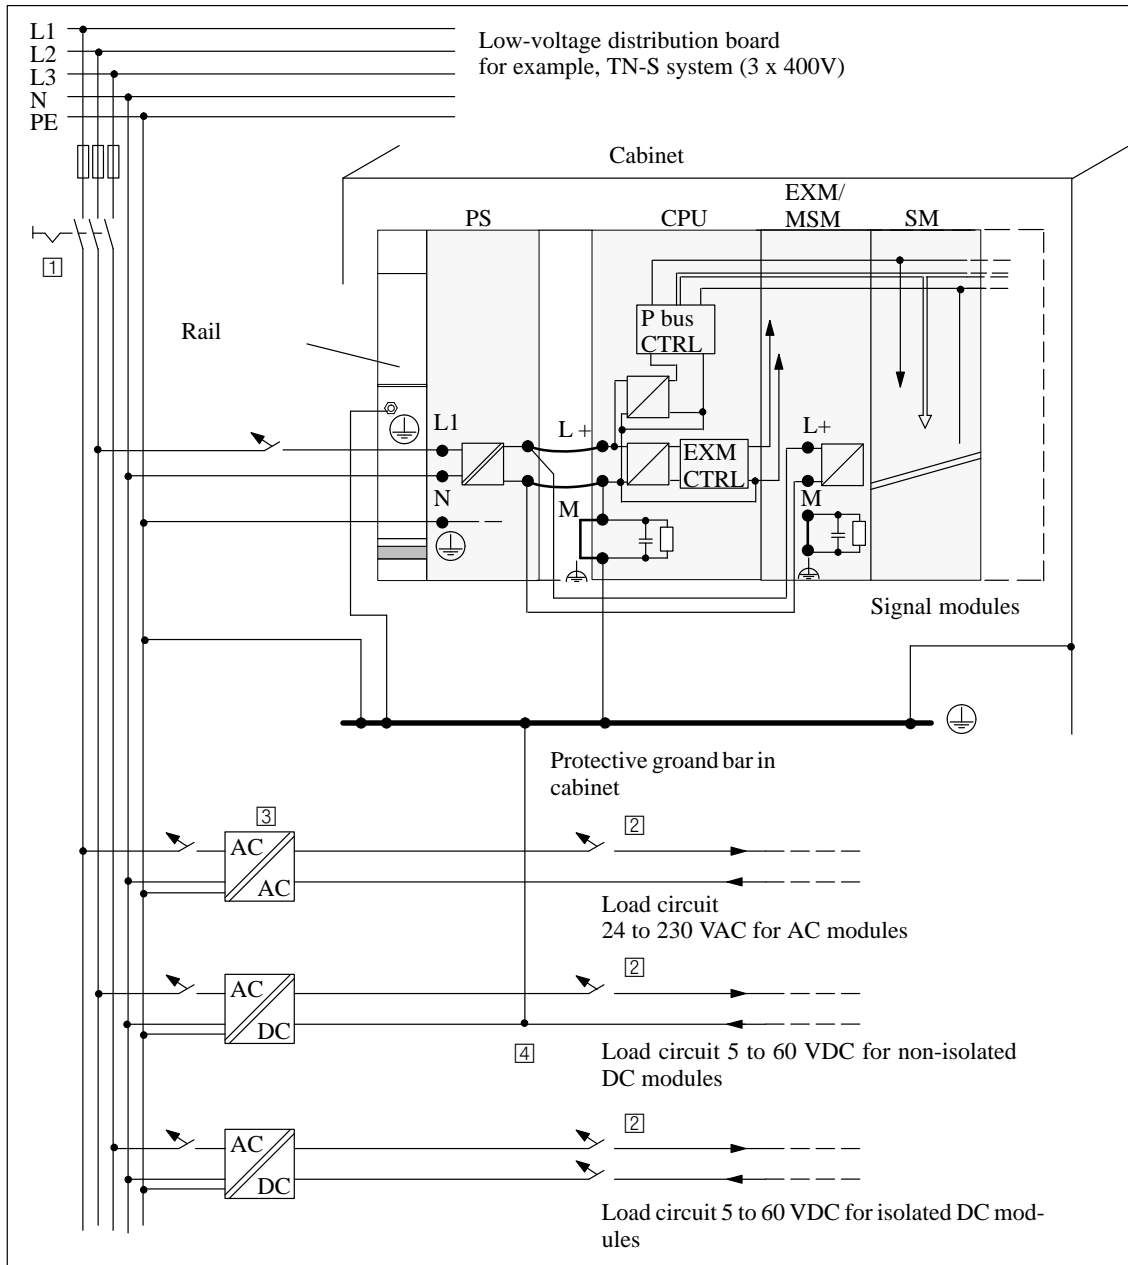 L1
L2
L3
N
PE
Low-voltage distribution board
for example, TN-S system (3 x 400V)
Cabinet
PS
CPU
EXM/
MSM
SM
1
Rail
P bus
CTRL
L1
L +
EXM
CTRL
L+
N
M
M
Signal modules
Protective groand bar in
cabinet
3
2
AC
AC
Load circuit
24 to 230 VAC for AC modules
2
AC
DC
4
Load circuit 5 to 60 VDC for non-isolated
DC modules
2
AC
DC
Load circuit 5 to 60 VDC for isolated DC mod-
ules